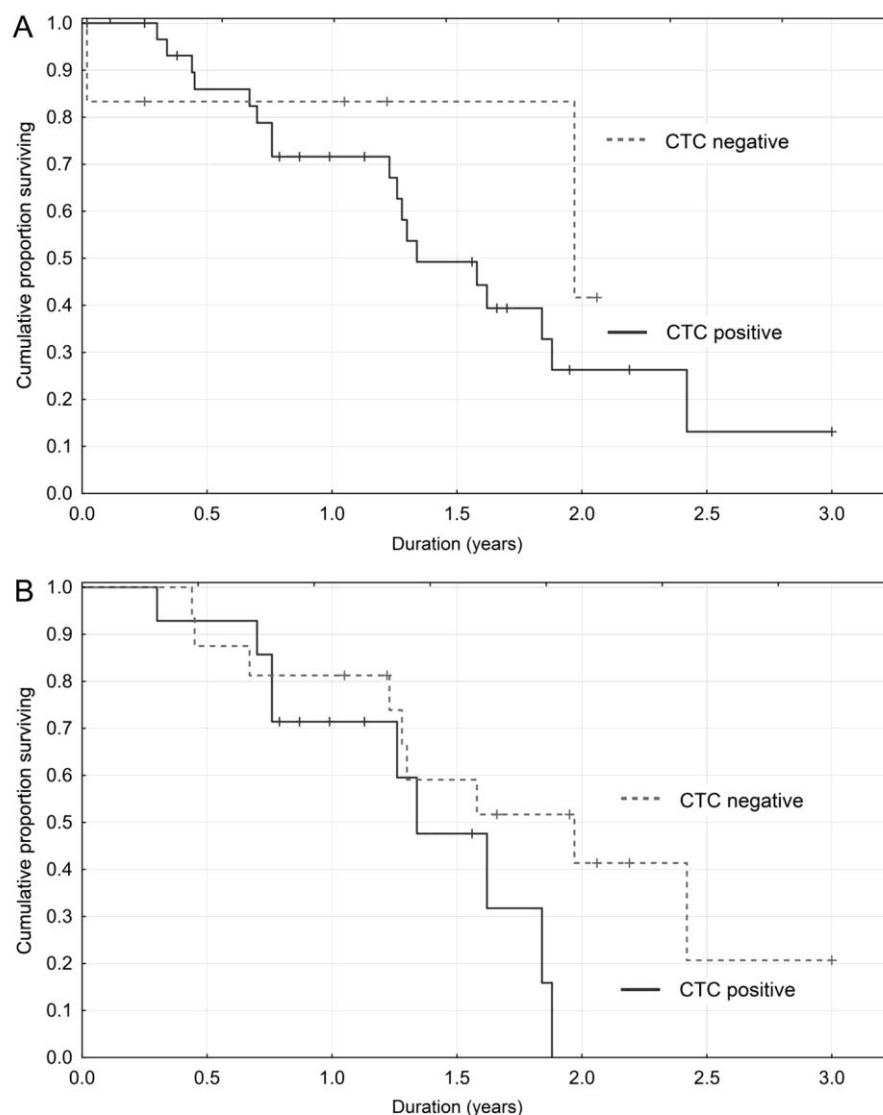 A
Cumulative proportion surviving
1.0
0.9
0.8
0.7
0.6
0.5
0.4
0.3
0.2
0.1
0.0
CTC negative
CTC positive
0.0 0.5 1.0 1.5 2.0 2.5 3.0
Duration (years)
B
Cumulative proportion surviving
1.0
0.9
0.8
0.7
0.6
0.5
0.4
0.3
0.2
0.1
0.0
CTC negative
CTC positive
0.0 0.5 1.0 1.5 2.0 2.5 3.0
Duration (years)